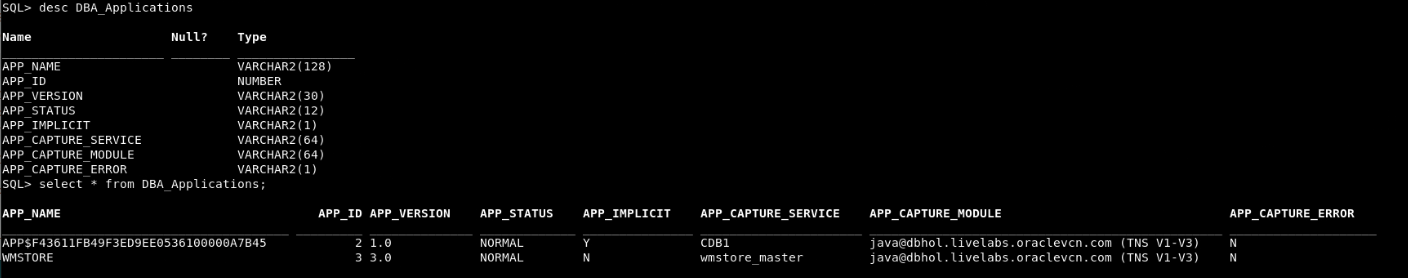 SQL> desc DBA_Applications
Name Null? Type
APP_NAME VARCHAR2(128)
APP_ID NUMBER
APP_VERSION VARCHAR2(30)
APP_STATUS VARCHAR2(12)
APP_IMPLICIT VARCHAR2(1)
APP_CAPTURE_SERVICE VARCHAR2(64)
APP_CAPTURE_MODULE VARCHAR2(64)
APP_CAPTURE_ERROR VARCHAR2(1)
SQL> select * from DBA_Applications;
APP_NAME APP_ID APP_VERSION APP_STATUS APP_IMPLICIT APP_CAPTURE_SERVICE APP_CAPTURE_MODULE APP_CAPTURE_ERROR
APP$F43611FB49F3ED9EE0536100000A7B45 2 1.0 NORMAL Y CDB1 java@dbhol.livelabs.oraclevcn.com (TNS V1-V3) N
WMSTORE 3 3.0 NORMAL N wmstore_master java@dbhol.livelabs.oraclevcn.com (TNS V1-V3) N